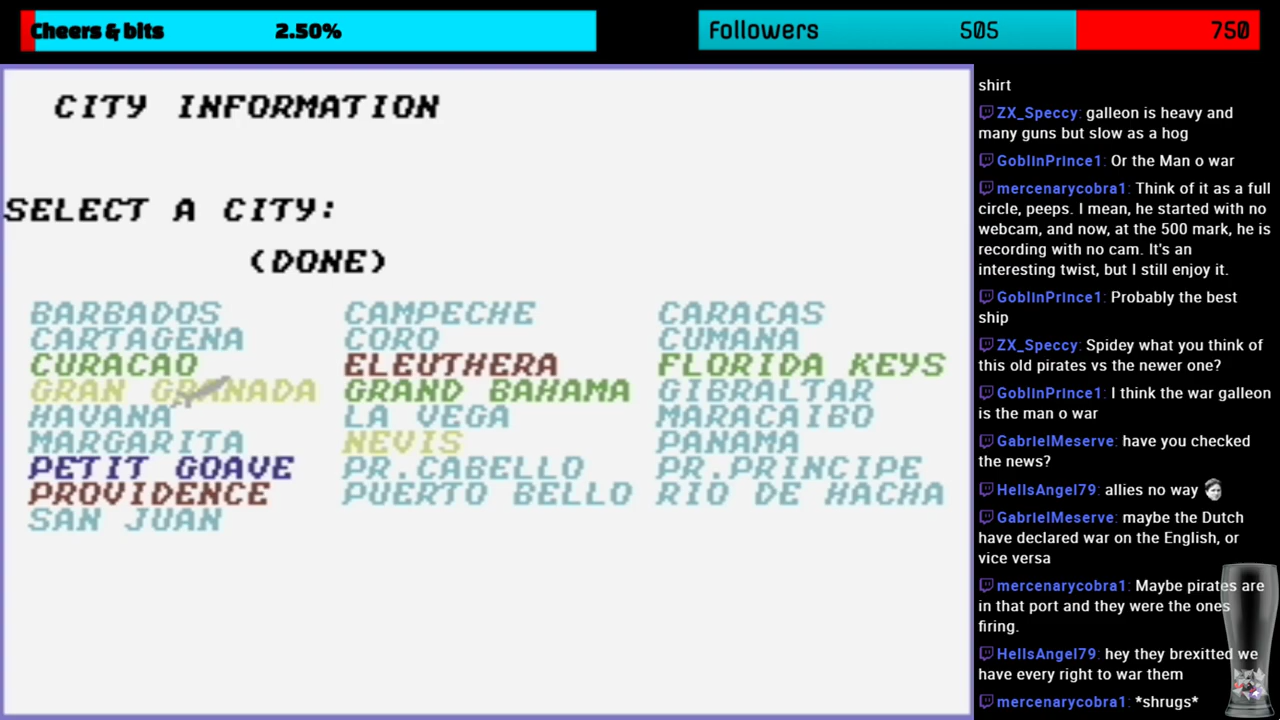 Cheers & bits 2.50%
Followers 505 750
CITY INFORMATION
SELECT A CITY:
(DONE)
BARBADOS CAMPECHE CARACAS
CARTAGENA CORO CUMANA
CURACAO ELEUTHERA FLORIDA KEYS
GRAN GRANADA GRAND BAHAMA GIBRALTAR
HAVANA LA VEGA MARACAIBO
MARGARITA NEVIS PANAMA
PETIT GOAVE PR.CABELLO PR.PRINCIPE
PROVIDENCE PUERTO BELLO RIO DE HACHA
SAN JUAN
shirt
ZX_Speccy: galleon is heavy and
many guns but slow as a hog
GoblinPrince1: Or the Man o war
mercenarycobra1: Think of it as a full
circle, peeps. I mean, he started with no
webcam, and now, at the 500 mark, he is
recording with no cam. It's an
interesting twist, but I still enjoy it.
GoblinPrince1: Probably the best
ship
ZX_Speccy: Spidey what you think of
this old pirates vs the newer one?
GoblinPrince1: I think the war galleon
is the man o war
GabrielMeserve: have you checked
the news?
HellsAngel79: allies no way
GabrielMeserve: maybe the Dutch
have declared war on the English, or
vice versa
mercenarycobra1: Maybe pirates are
in that port and they were the ones
firing.
HellsAngel79: hey they brexitted we
have every right to war them
mercenarycobra1: *shrugs*